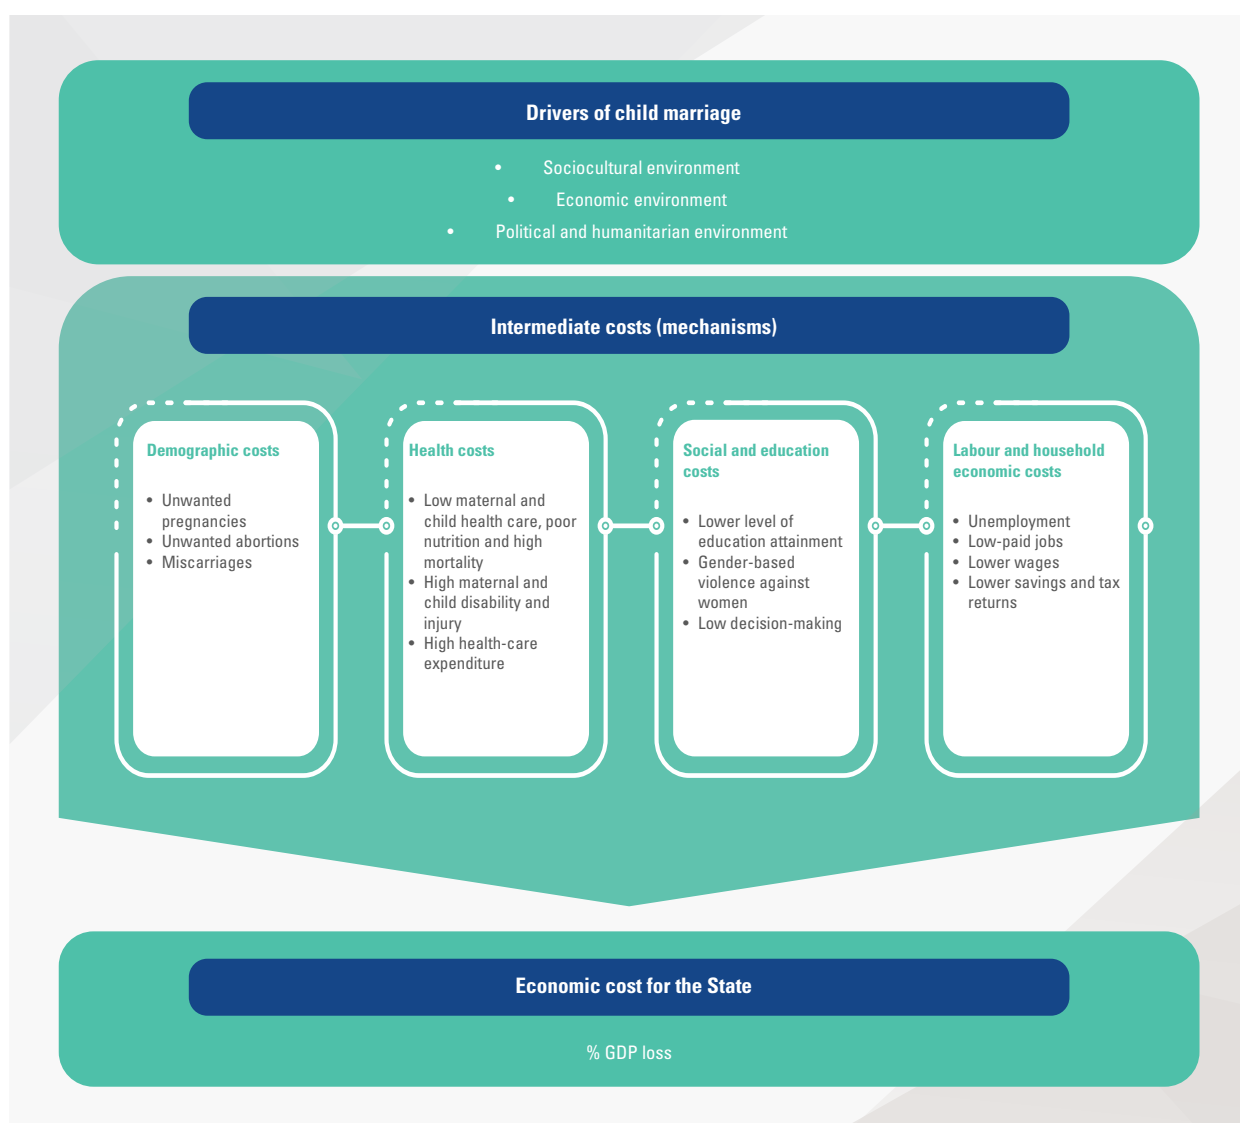 Drivers of child marriage
• Sociocultural environment
• Economic environment
• Political and humanitarian environment
Intermediate costs (mechanisms)
Demographic costs
• Unwanted
pregnancies
• Unwanted abortions
• Miscarriages
Health costs
• Low maternal and
child health care, poor
nutrition and high
mortality
• High maternal and
child disability and
injury
• High health-care
expenditure
Social and education
costs
• Lower level of
education attainment
• Gender-based
violence against
women
• Low decision-making
Labour and household
economic costs
• Unemployment
• Low-paid jobs
• Lower wages
• Lower savings and tax
returns
Economic cost for the State
% GDP loss